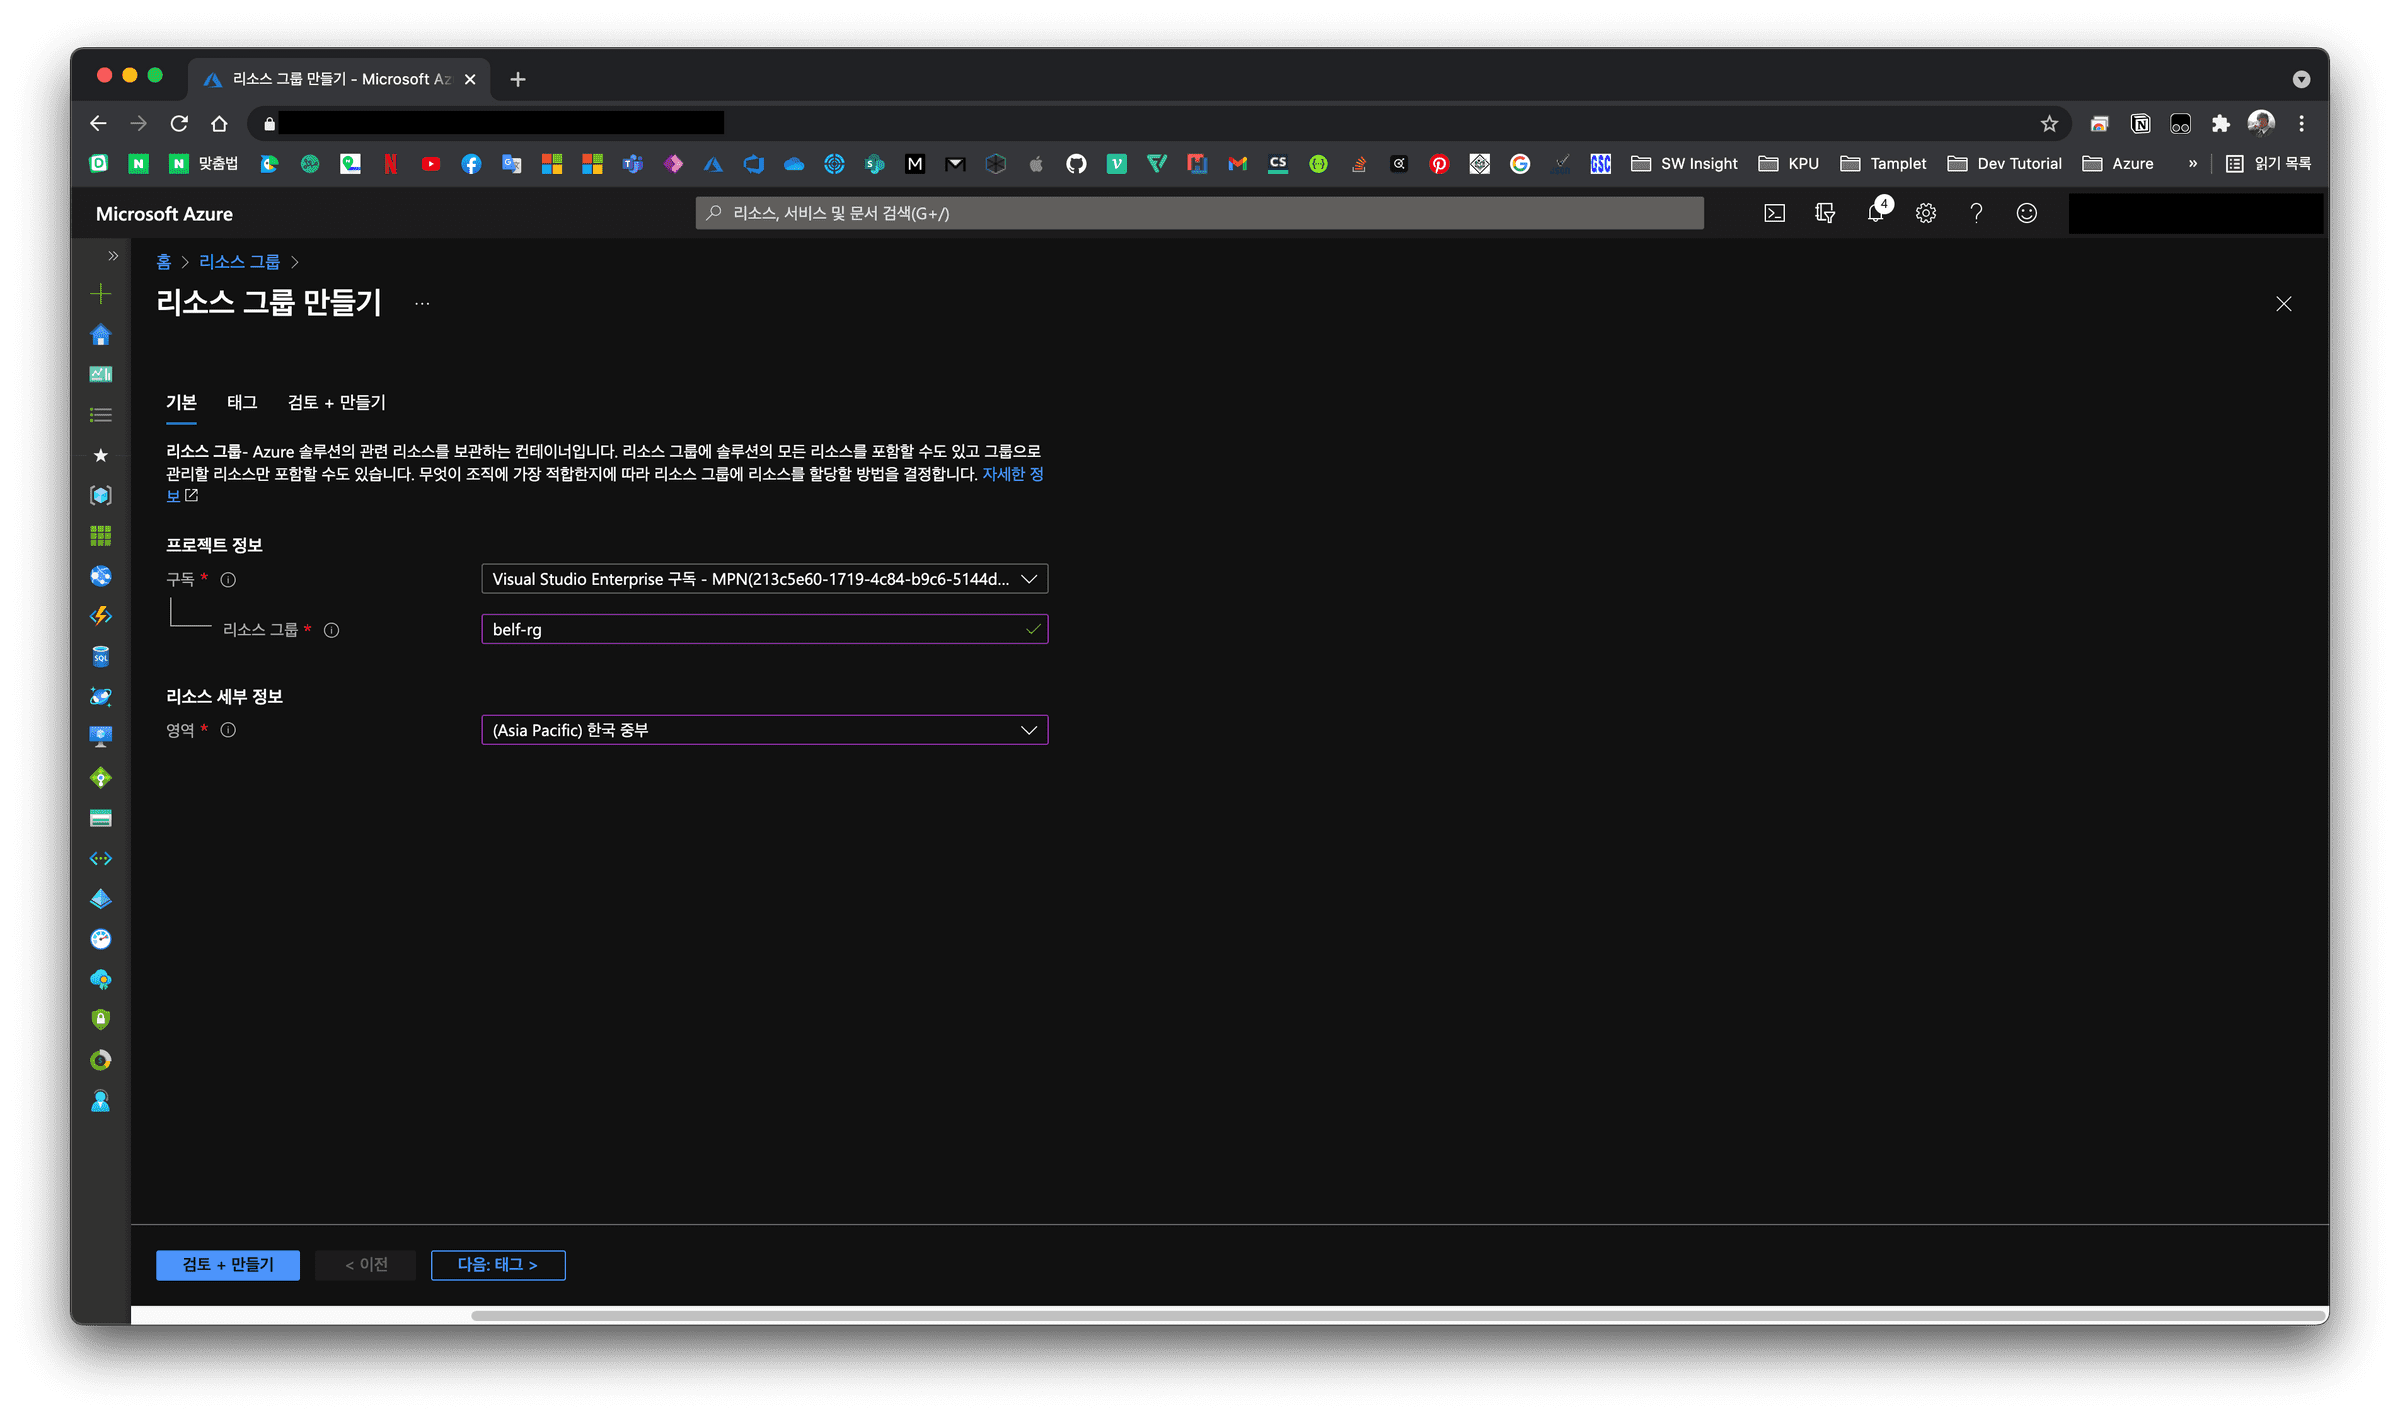 리소스 그룹 만들기 - Microsoft Az
맞춤법
SW Insight
KPU
Tamplet
Dev Tutorial
Azure
»
읽기 목록
Microsoft Azure
리소스, 서비스 및 문서 검색(G+/)
4
홈 > 리소스 그룹 >
리소스 그룹 만들기 ...
기본 태그 검토 + 만들기
리소스 그룹- Azure 솔루션의 관련 리소스를 보관하는 컨테이너입니다. 리소스 그룹에 솔루션의 모든 리소스를 포함할 수도 있고 그룹으로
관리할 리소스만 포함할 수도 있습니다. 무엇이 조직에 가장 적합한지에 따라 리소스 그룹에 리소스를 할당할 방법을 결정합니다. 자세한 정
보
프로젝트 정보
구독 *
Visual Studio Enterprise 구독 - MPN(213c5e60-1719-4c84-b9c6-5144d...
리소스 그룹 *
belf-rg
리소스 세부 정보
영역 *
(Asia Pacific) 한국 중부
검토 + 만들기
< 이전
다음: 태그 >